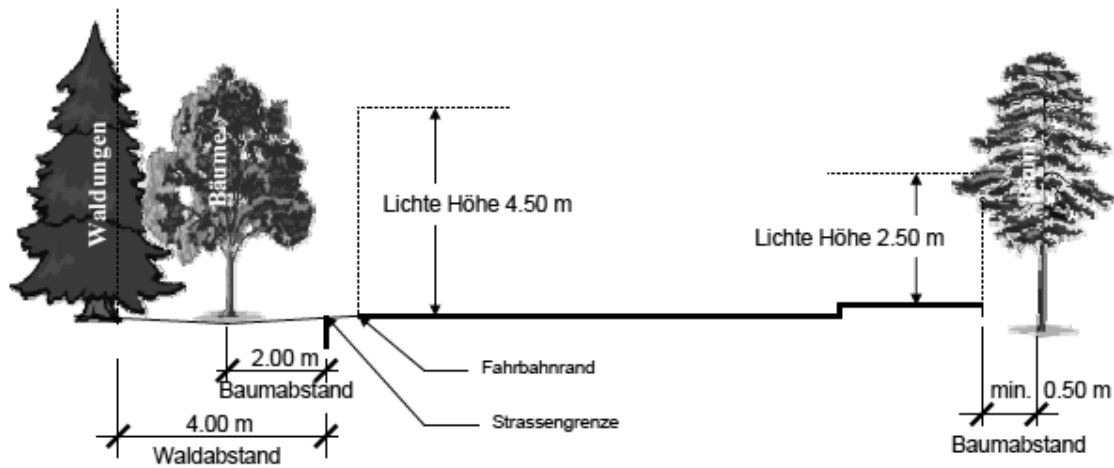 Waldungen
Bäume
Lichte Höhe 4.50 m
Lichte Höhe 2.50 m
2.00 m
Baumabstand
Fahrbahnrand
min. 0.50 m
Baumabstand
4.00 m
Strassengrenze
Waldabstand